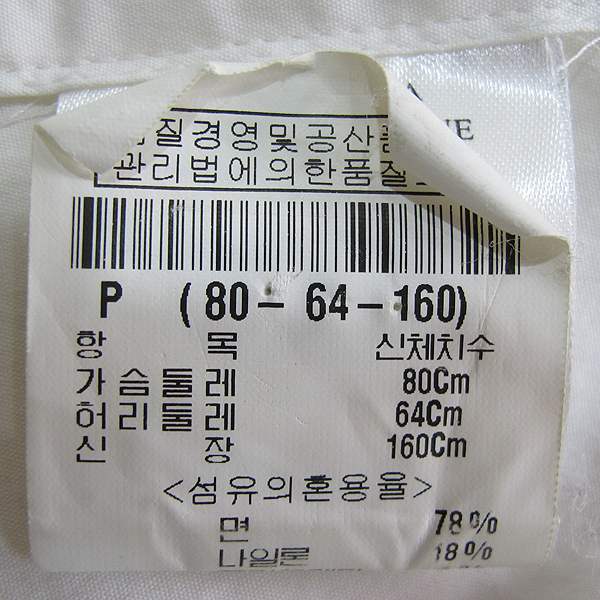 품질경영및공산품
관리법에의한품질
P (80-64-160)
항 목 신체치수
가슴둘레 80Cm
허리둘레 64Cm
신 장 160Cm
<섬유의혼용율>
면 78%
나일론 18%